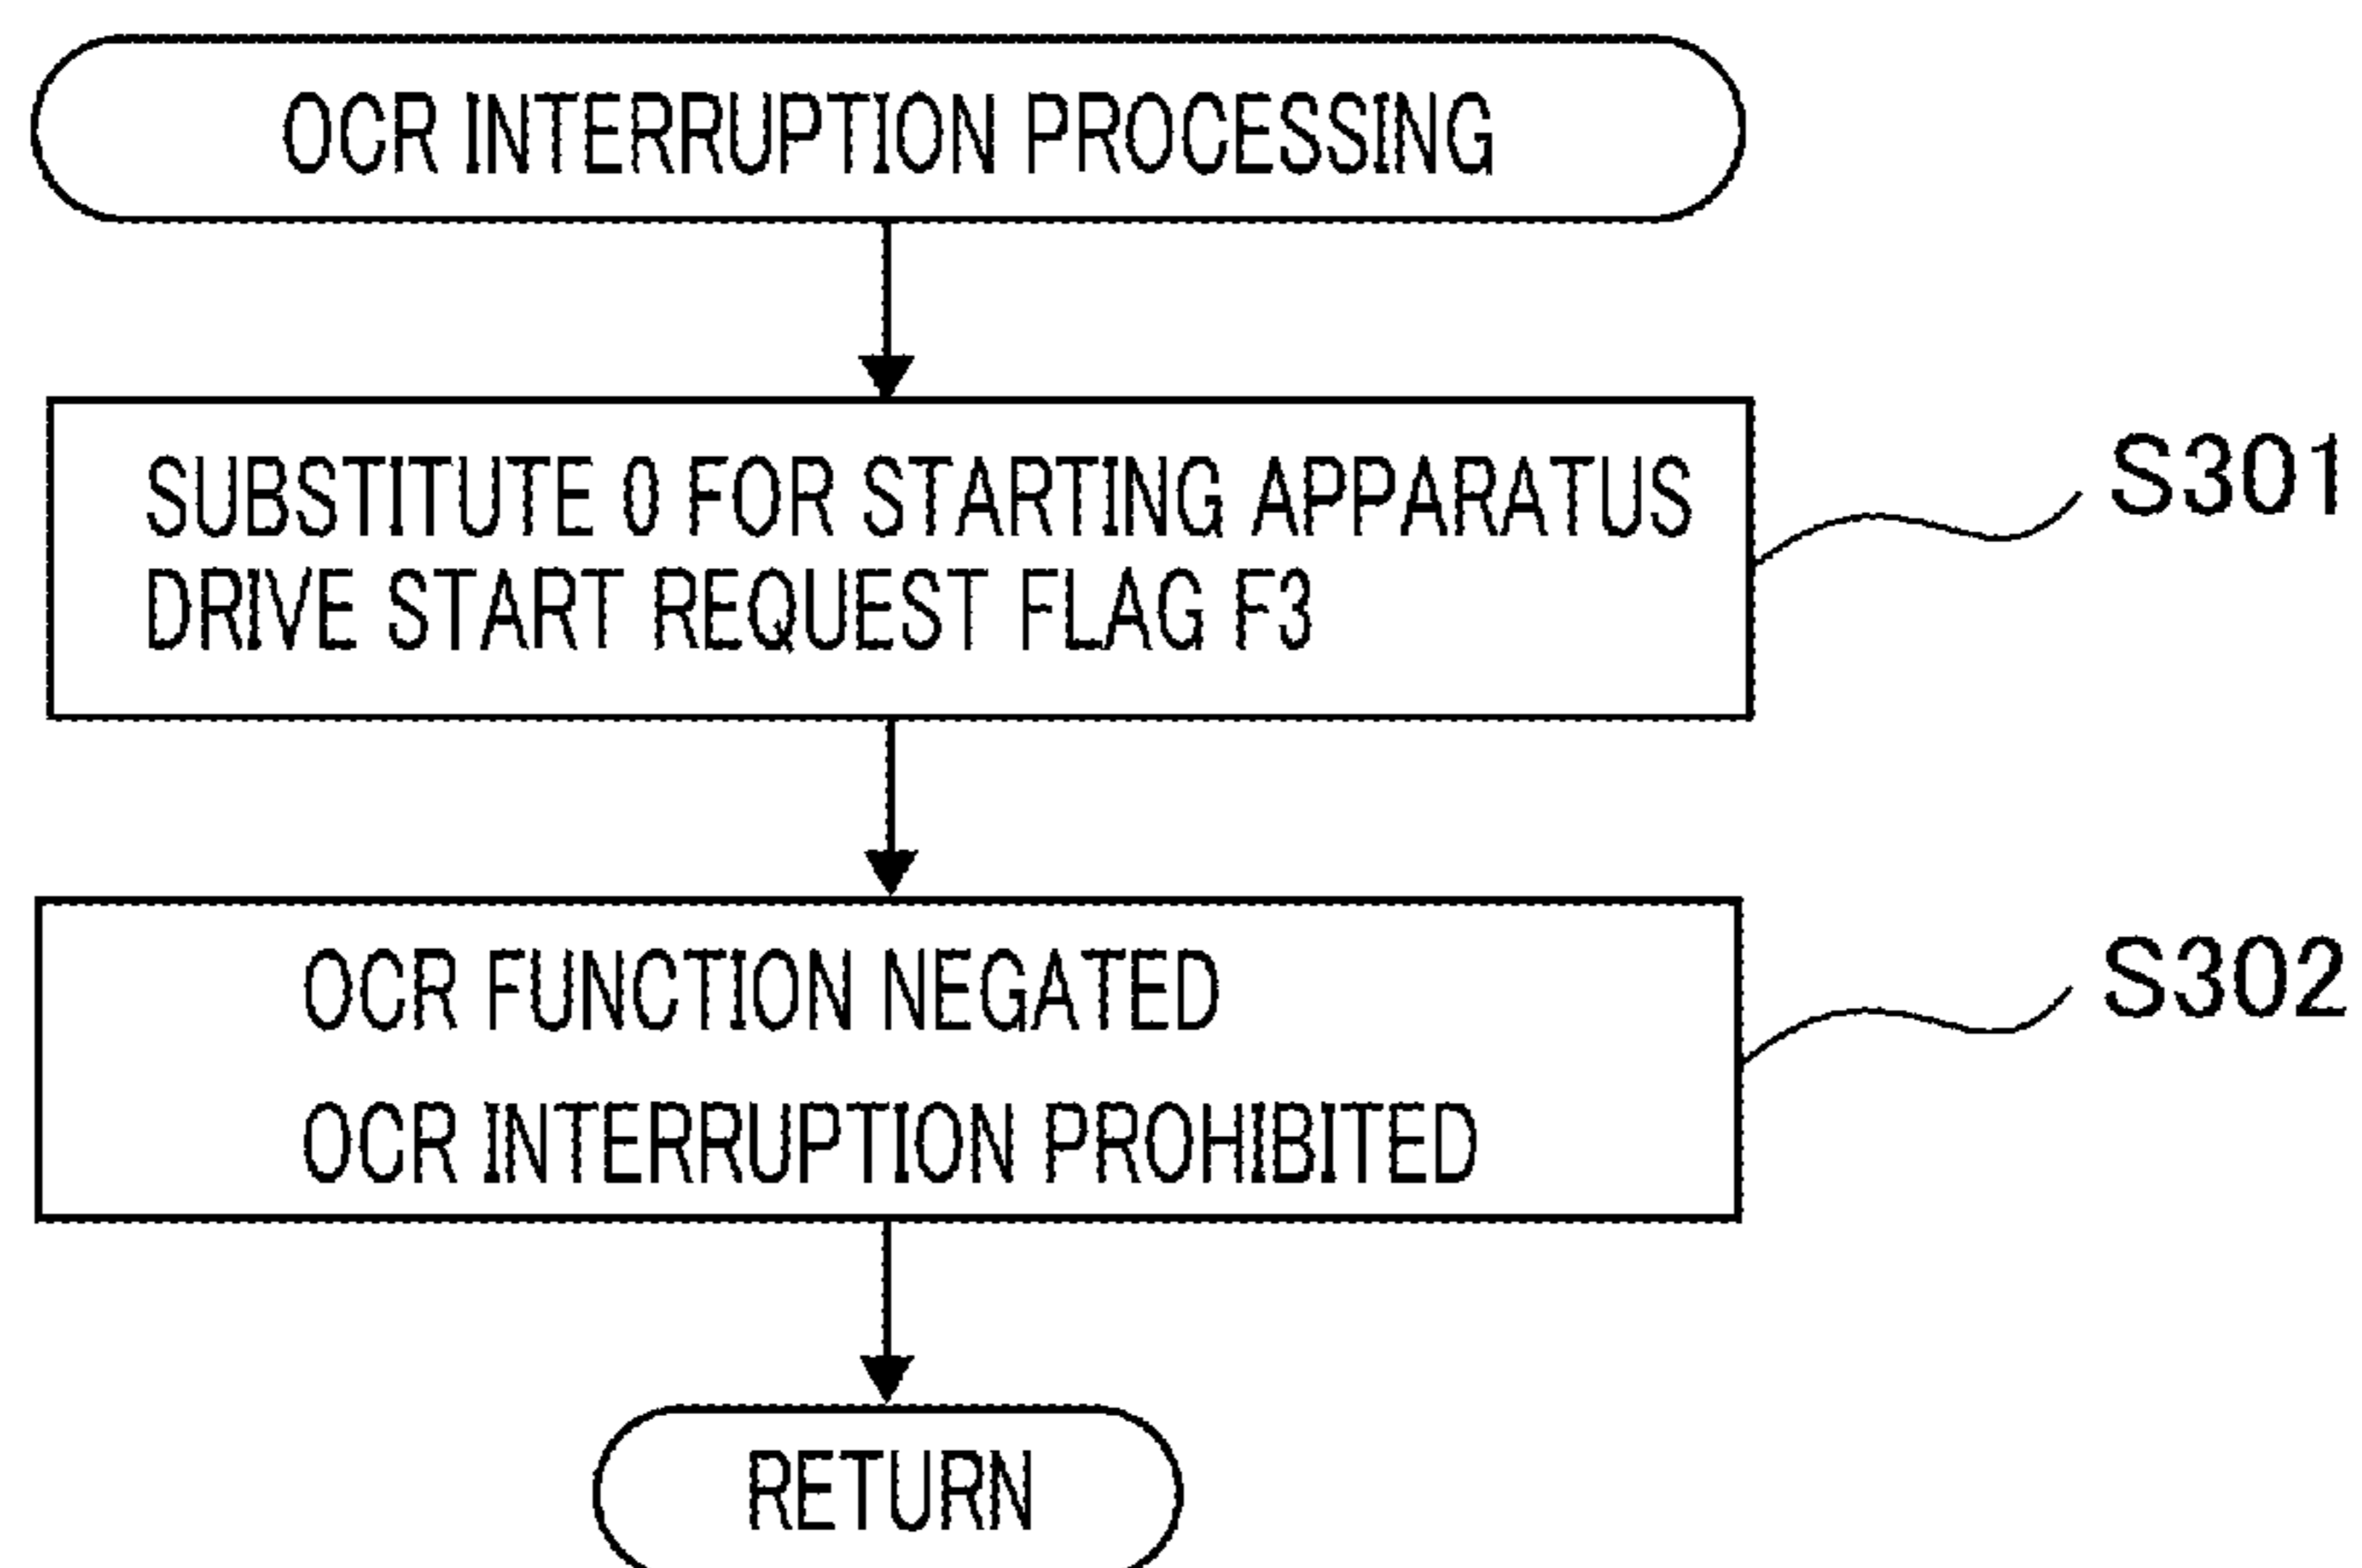 OCR INTERRUPTION PROCESSING
SUBSTITUTE 0 FOR STARTING APPARATUS
DRIVE START REQUEST FLAG F3
S301
OCR FUNCTION NEGATED
OCR INTERRUPTION PROHIBITED
S302
RETURN